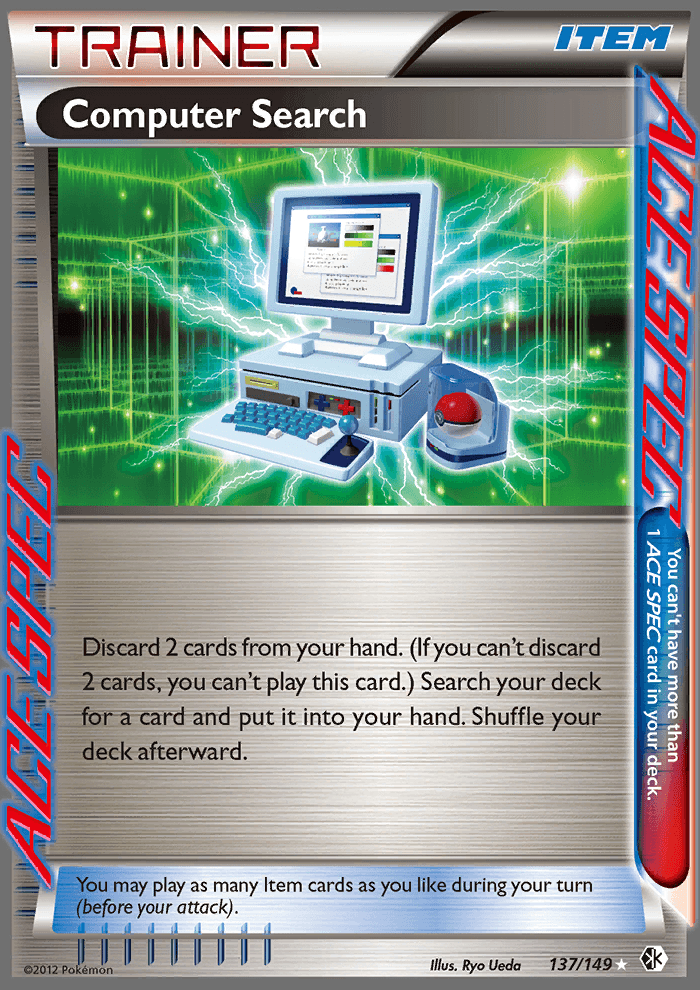 TRAINER
ITEM
Computer Search
ACE SPEC
ACE SPEC
You can't have more than
1 ACE SPEC card in your deck.
Discard 2 cards from your hand. (If you can't discard
2 cards, you can't play this card.) Search your deck
for a card and put it into your hand. Shuffle your
deck afterward.
You may play as many Item cards as you like during your turn
(before your attack).
©2012 Pokémon
Illus. Ryo Ueda
137/149